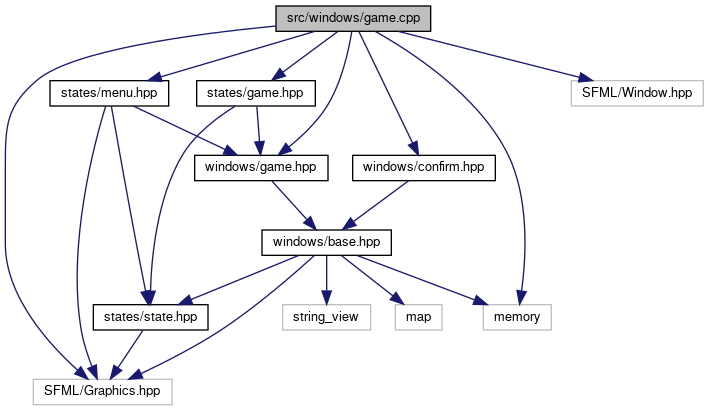 src/windows/game.cpp
states/menu.hpp
states/game.hpp
SFML/Window.hpp
windows/game.hpp
windows/confirm.hpp
windows/base.hpp
states/state.hpp
string_view
map
memory
SFML/Graphics.hpp